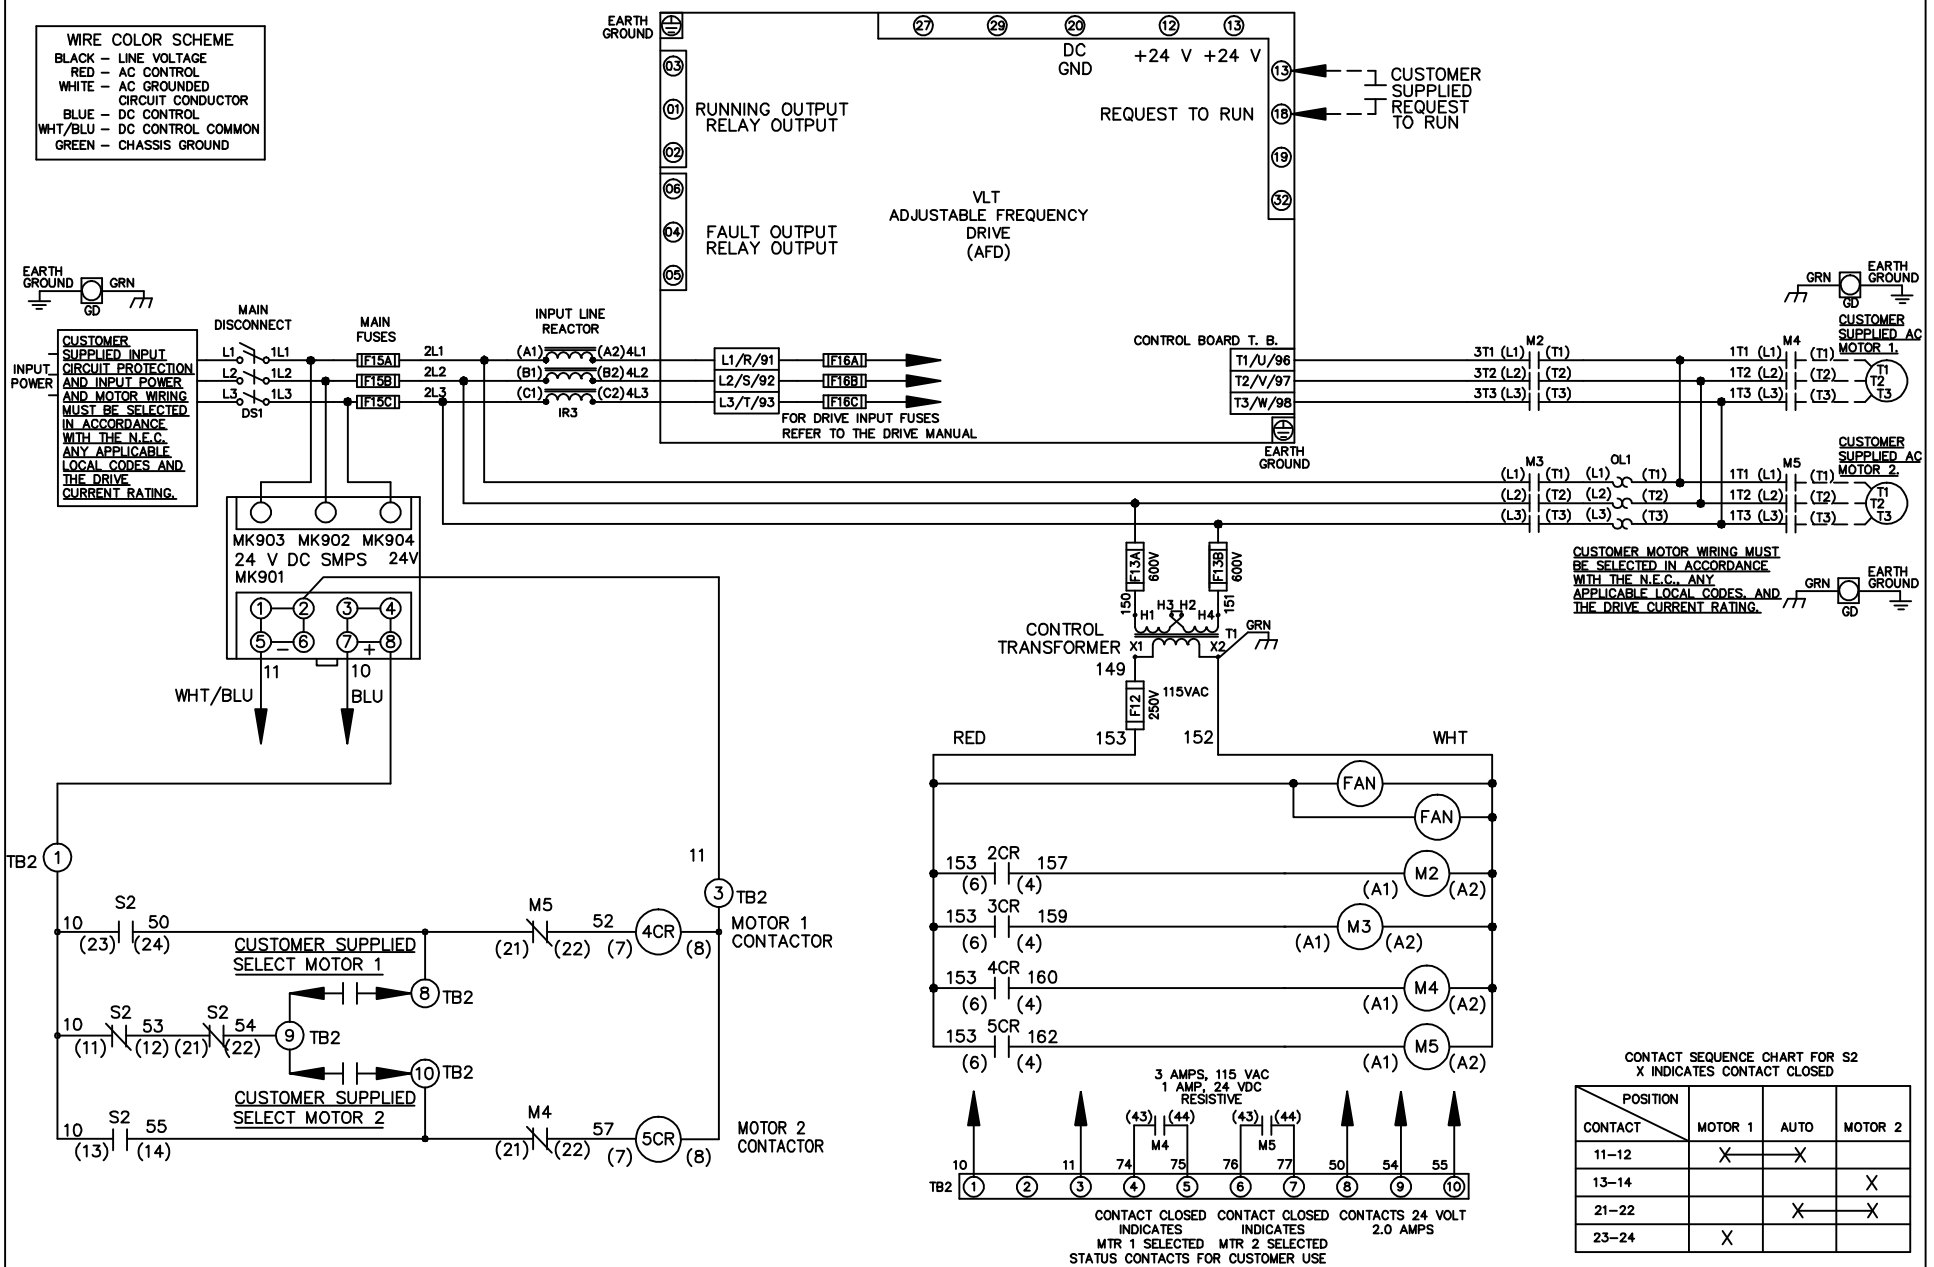 WIRE COLOR SCHEME
BLACK – LINE VOLTAGE
RED – AC CONTROL
WHITE – AC GROUNDED
CIRCUIT CONDUCTOR
BLUE – DC CONTROL
WHT/BLU – DC CONTROL COMMON
GREEN – CHASSIS GROUND
EARTH
GROUND
27 29 20 12 13
DC
GND
+24 V +24 V
03
01
02
RUNNING OUTPUT
RELAY OUTPUT
06
04
05
FAULT OUTPUT
RELAY OUTPUT
13
REQUEST TO RUN 18
19
32
CUSTOMER
SUPPLIED
REQUEST
TO RUN
VLT
ADJUSTABLE FREQUENCY
DRIVE
(AFD)
EARTH
GROUND
GRN
GD
INPUT
POWER
CUSTOMER
SUPPLIED INPUT
CIRCUIT PROTECTION
AND INPUT POWER
AND MOTOR WIRING
MUST BE SELECTED
IN ACCORDANCE
WITH THE N.E.C.
ANY APPLICABLE
LOCAL CODES AND
THE DRIVE
CURRENT RATING.
MAIN
DISCONNECT
L1 1L1
L2 1L2
L3 1L3
DS1
MAIN
FUSES
F15A
F15B
F15C
2L1
2L2
2L3
INPUT LINE
REACTOR
(A1) (A2) 4L1
(B1) (B2) 4L2
(C1) (C2) 4L3
IR3
L1/R/91 F16A
L2/S/92 F16B
L3/T/93 F16C
FOR DRIVE INPUT FUSES
REFER TO THE DRIVE MANUAL
CONTROL BOARD T. B.
T1/U/96
T2/V/97
T3/W/98
EARTH
GROUND
M2
3T1 (L1) (T1)
3T2 (L2) (T2)
3T3 (L3) (T3)
M4
1T1 (L1) (T1)
1T2 (L2) (T2)
1T3 (L3) (T3)
GRN
GD
EARTH
GROUND
CUSTOMER
SUPPLIED AC
MOTOR 1.
T1
T2
T3
M3 OL1
(L1) (T1) (L1) (T1)
(L2) (T2) (L2) (T2)
(L3) (T3) (L3) (T3)
M5
1T1 (L1) (T1)
1T2 (L2) (T2)
1T3 (L3) (T3)
CUSTOMER
SUPPLIED AC
MOTOR 2.
T1
T2
T3
CUSTOMER MOTOR WIRING MUST
BE SELECTED IN ACCORDANCE
WITH THE N.E.C., ANY
APPLICABLE LOCAL CODES, AND
THE DRIVE CURRENT RATING.
GRN
GD
EARTH
GROUND
MK903 MK902 MK904
24 V DC SMPS 24V
MK901
1 2 3 4
5 – 6 7 + 8
11 10
WHT/BLU BLU
F13A 600V
F13B 600V
150 151
H1 H3 H2 H4
CONTROL
TRANSFORMER
X1 X2
T1
GRN
149
F12 250V
115VAC
153 152
RED WHT
FAN
FAN
153 2CR 157
(6) (4)
M2
(A1) (A2)
153 3CR 159
(6) (4)
M3
(A1) (A2)
153 4CR 160
(6) (4)
M4
(A1) (A2)
153 5CR 162
(6) (4)
M5
(A1) (A2)
TB2 1
11
3 TB2
S2
10 50
(23) (24)
CUSTOMER SUPPLIED
SELECT MOTOR 1
M5
52
(21) (22) (7) 4CR (8)
MOTOR 1
CONTACTOR
8 TB2
S2 S2
10 53 54
(11) (12) (21) (22)
9 TB2
10 TB2
CUSTOMER SUPPLIED
SELECT MOTOR 2
S2
10 55
(13) (14)
M4
57
(21) (22) (7) 5CR (8)
MOTOR 2
CONTACTOR
3 AMPS, 115 VAC
1 AMP, 24 VDC
RESISTIVE
(43) (44) (43) (44)
M4 M5
10 11 74 75 76 77 50 54 55
TB2 1 2 3 4 5 6 7 8 9 10
CONTACT CLOSED
INDICATES
MTR 1 SELECTED
CONTACT CLOSED
INDICATES
MTR 2 SELECTED
STATUS CONTACTS FOR CUSTOMER USE
CONTACTS 24 VOLT
2.0 AMPS
CONTACT SEQUENCE CHART FOR S2
X INDICATES CONTACT CLOSED
POSITION
CONTACT MOTOR 1 AUTO MOTOR 2
11–12 X X
13–14 X
21–22 X X
23–24 X